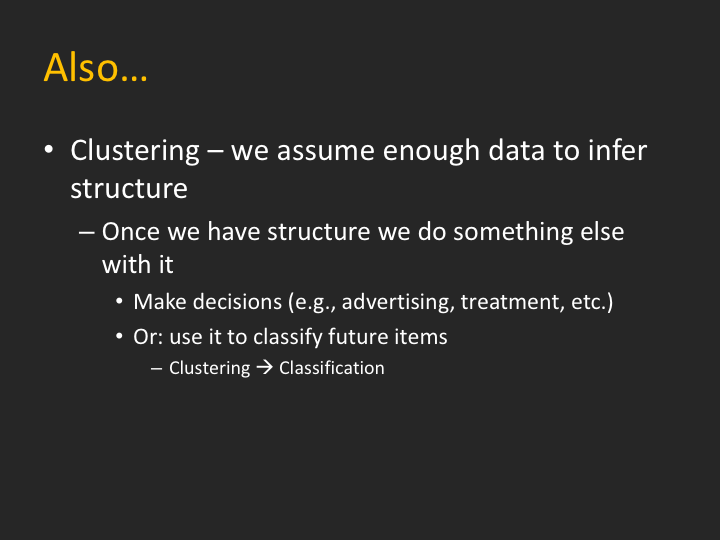 Also…
• Clustering – we assume enough data to infer
structure
– Once we have structure we do something else
with it
• Make decisions (e.g., advertising, treatment, etc.)
• Or: use it to classify future items
– Clustering → Classification